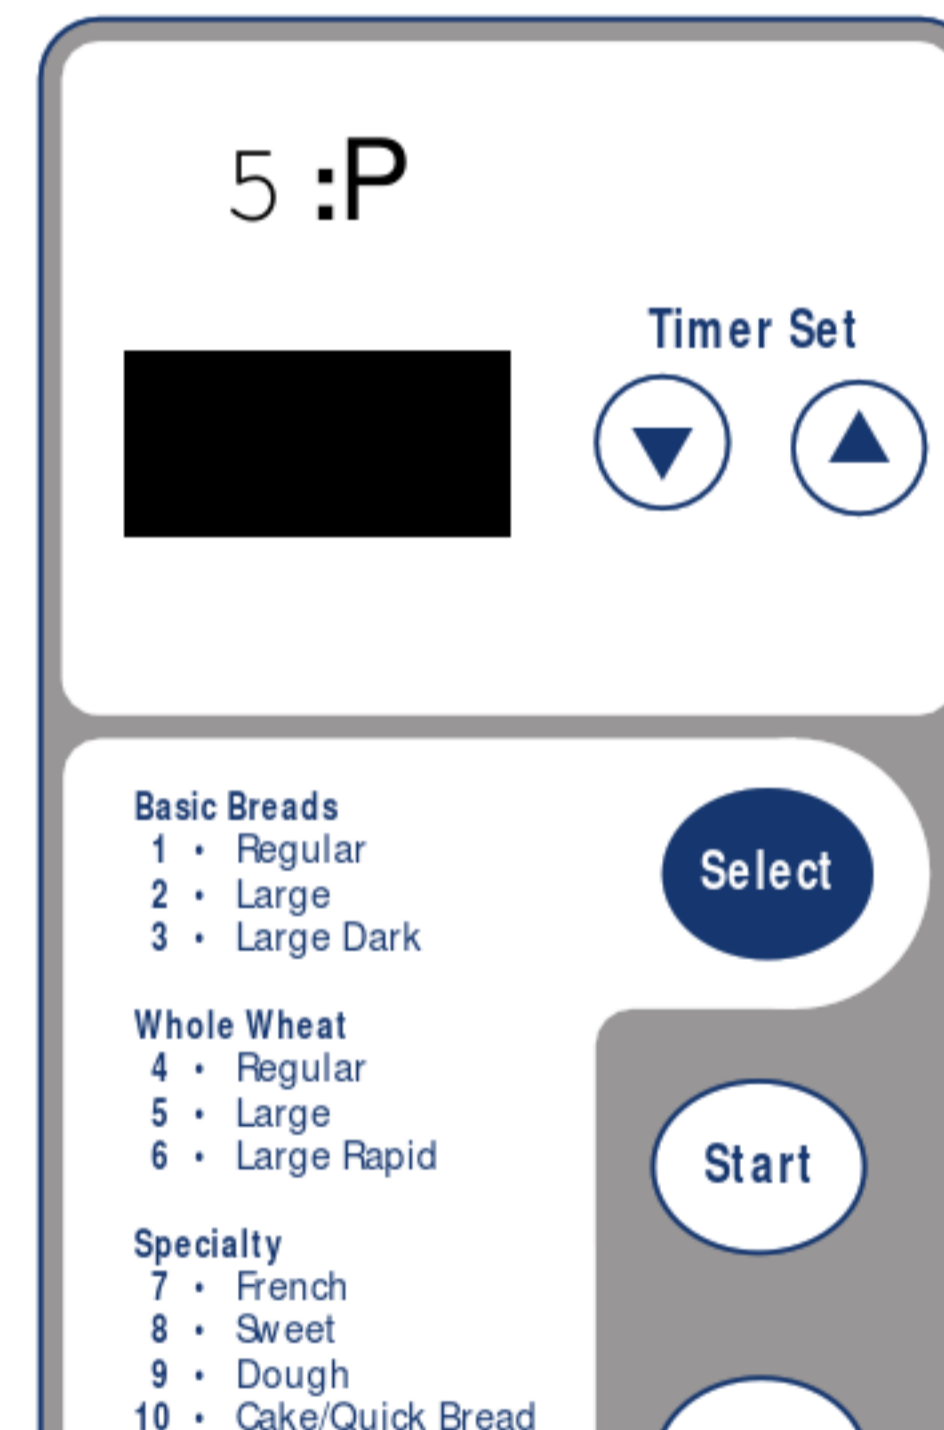 5 :P
Timer Set
Basic Breads
1 • Regular
2 • Large
3 • Large Dark
Select
Whole Wheat
4 • Regular
5 • Large
6 • Large Rapid
Start
Specialty
7 • French
8 • Sweet
9 • Dough
10 • Cake/Quick Bread